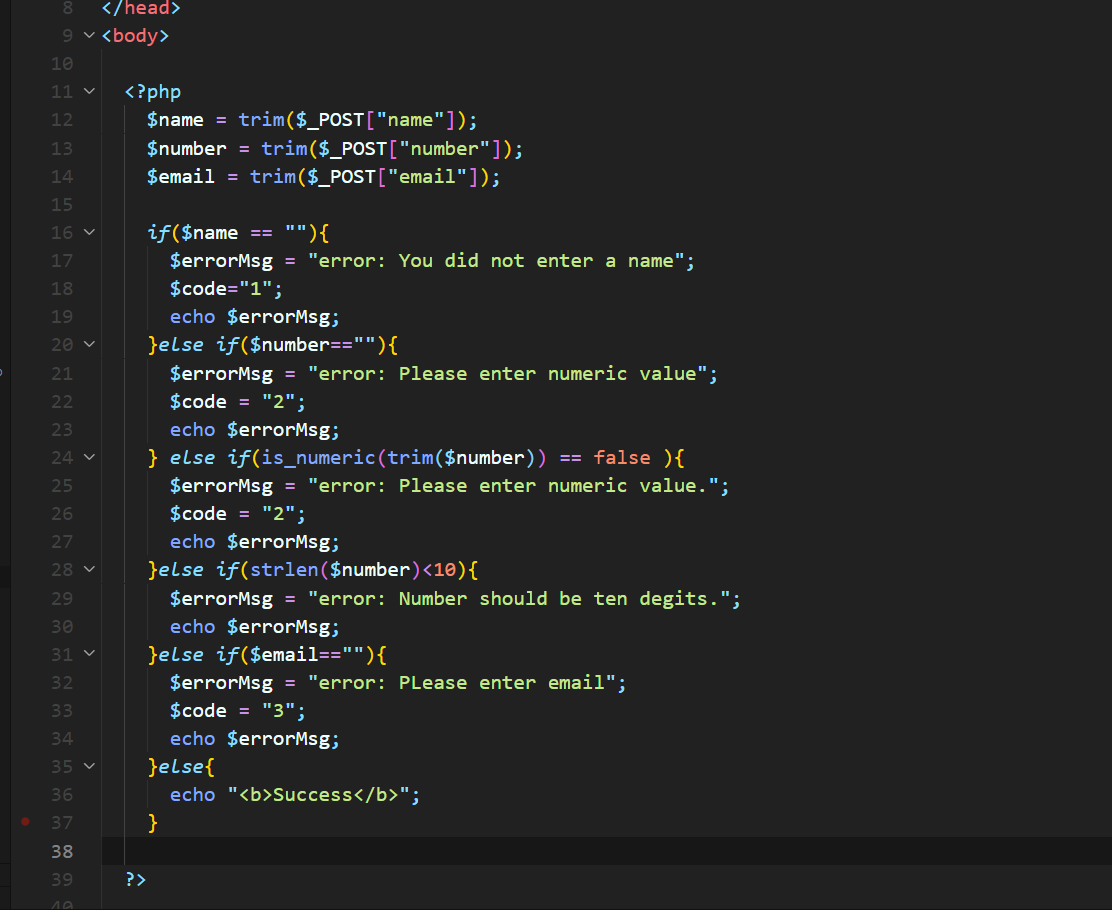 8 </head>
9 <body>
10
11 <?php
12 $name = trim($_POST["name"]);
13 $number = trim($_POST["number"]);
14 $email = trim($_POST["email"]);
15
16 if($name == ""){
17 $errorMsg = "error: You did not enter a name";
18 $code="1";
19 echo $errorMsg;
20 }else if($number==""){
21 $errorMsg = "error: Please enter numeric value";
22 $code = "2";
23 echo $errorMsg;
24 } else if(is_numeric(trim($number)) == false ){
25 $errorMsg = "error: Please enter numeric value.";
26 $code = "2";
27 echo $errorMsg;
28 }else if(strlen($number)<10){
29 $errorMsg = "error: Number should be ten degits.";
30 echo $errorMsg;
31 }else if($email==""){
32 $errorMsg = "error: PLease enter email";
33 $code = "3";
34 echo $errorMsg;
35 }else{
36 echo "<b>Success</b>";
37 }
38
39 ?>
40